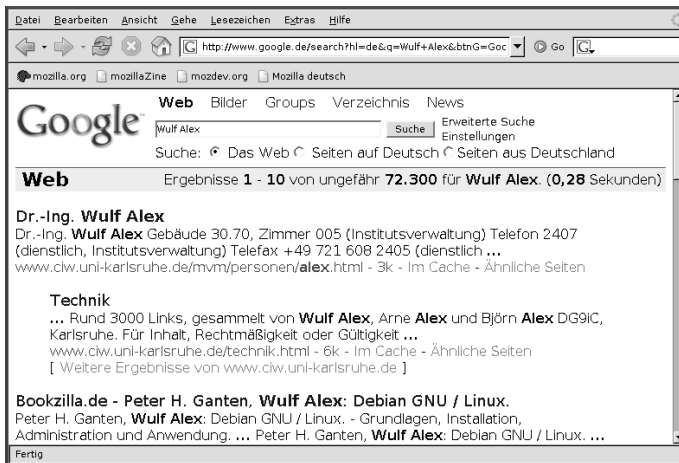 Datei Bearbeiten Ansicht Gehe Lesezeichen Extras Hilfe
http://www.google.de/search?hl=de&q=Wulf+Alex&btnG=Goo Go G
mozilla.org mozillaZine mozdev.org Mozilla deutsch
Google
Web Bilder Groups Verzeichnis News
Wulf Alex Suche Erweiterte Suche
Einstellungen
Suche: Das Web Seiten auf Deutsch Seiten aus Deutschland
Web Ergebnisse 1 - 10 von ungefähr 72.300 für Wulf Alex. (0,28 Sekunden)
Dr.-Ing. Wulf Alex
Dr.-Ing. Wulf Alex Gebäude 30.70, Zimmer 005 (Institutsverwaltung) Telefon 2407
(dienstlich, Institutsverwaltung) Telefax +49 721 608 2405 (dienstlich ...
www.ciw.uni-karlsruhe.de/mvm/personen/alex.html - 3k - Im Cache - Ähnliche Seiten
Technik
... Rund 3000 Links, gesammelt von Wulf Alex, Arne Alex und Björn Alex DG9iC,
Karlsruhe. Für Inhalt, Rechtmäßigkeit oder Gültigkeit ...
www.ciw.uni-karlsruhe.de/technik.html - 6k - Im Cache - Ähnliche Seiten
[ Weitere Ergebnisse von www.ciw.uni-karlsruhe.de ]
Bookzilla.de - Peter H. Ganten, Wulf Alex: Debian GNU / Linux.
Peter H. Ganten, Wulf Alex: Debian GNU / Linux. - Grundlagen, Installation,
Administration und Anwendung. ... Peter H. Ganten, Wulf Alex: Debian GNU / Linux. ...
Fertig